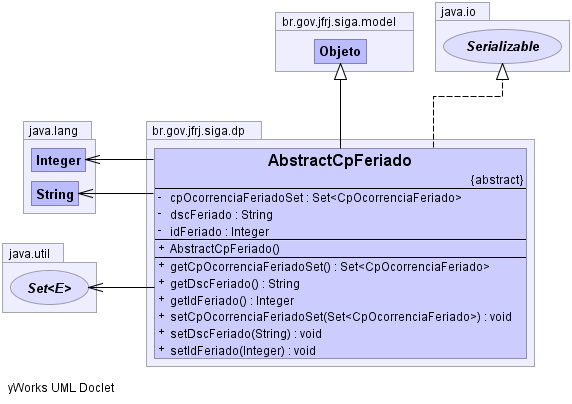 br.gov.jfrj.siga.model
Objeto
java.io
Serializable
java.lang
Integer
String
br.gov.jfrj.siga.dp
AbstractCpFeriado
{abstract}
- cpOcorrenciaFeriadoSet : Set<CpOcorrenciaFeriado>
- dscFeriado : String
- idFeriado : Integer
+ AbstractCpFeriado()
+ getCpOcorrenciaFeriadoSet() : Set<CpOcorrenciaFeriado>
+ getDscFeriado() : String
+ getIdFeriado() : Integer
+ setCpOcorrenciaFeriadoSet(Set<CpOcorrenciaFeriado>) : void
+ setDscFeriado(String) : void
+ setIdFeriado(Integer) : void
java.util
Set<E>
yWorks UML Doclet